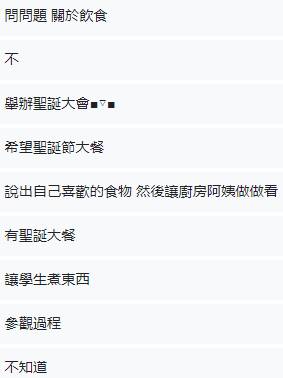 問問題 關於飲食
不
舉辦聖誕大會■▿■
希望聖誕節大餐
說出自己喜歡的食物 然後讓廚房阿姨做做看
有聖誕大餐
讓學生煮東西
參觀過程
不知道